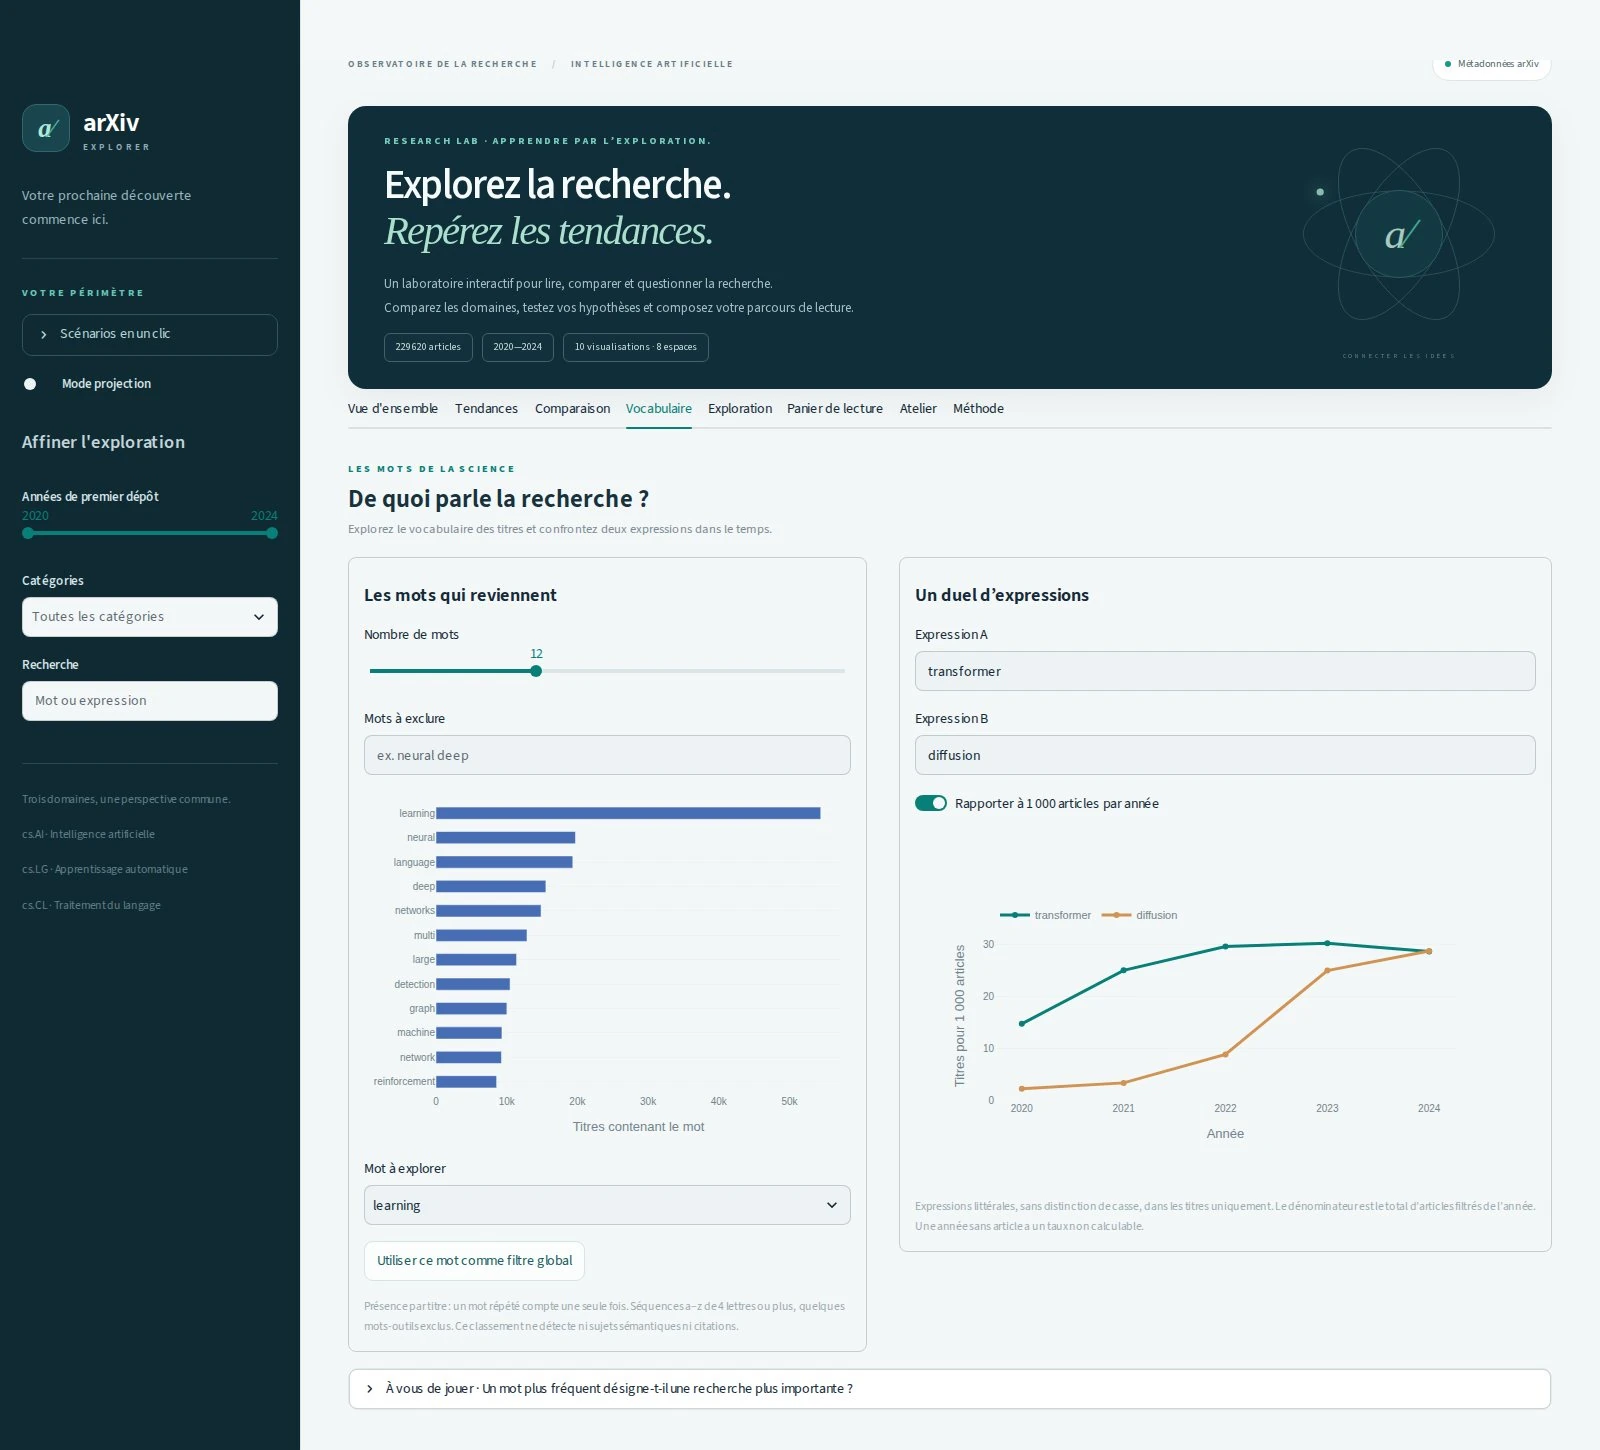 a/
arXiv
EXPLORER
Votre prochaine découverte
commence ici.
VOTRE PÉRIMÈTRE
Scénarios en un clic
Mode projection
Affiner l'exploration
Années de premier dépôt
2020 2024
Catégories
Toutes les catégories
Recherche
Mot ou expression
Trois domaines, une perspective commune.
cs.AI · Intelligence artificielle
cs.LG · Apprentissage automatique
cs.CL · Traitement du langage
OBSERVATOIRE DE LA RECHERCHE / INTELLIGENCE ARTIFICIELLE
Métadonnées arXiv
RESEARCH LAB · APPRENDRE PAR L’EXPLORATION.
Explorez la recherche.
Repérez les tendances.
Un laboratoire interactif pour lire, comparer et questionner la recherche.
Comparez les domaines, testez vos hypothèses et composez votre parcours de lecture.
229620 articles
2020—2024
10 visualisations · 8 espaces
a/
CONNECTER LES IDÉES
Vue d'ensemble Tendances Comparaison Vocabulaire Exploration Panier de lecture Atelier Méthode
LES MOTS DE LA SCIENCE
De quoi parle la recherche ?
Explorez le vocabulaire des titres et confrontez deux expressions dans le temps.
Les mots qui reviennent
Nombre de mots
12
Mots à exclure
ex. neural deep
learning
neural
language
deep
networks
multi
large
detection
graph
machine
network
reinforcement
0 10k 20k 30k 40k 50k
Titres contenant le mot
Mot à explorer
learning
Utiliser ce mot comme filtre global
Présence par titre : un mot répété compte une seule fois. Séquences a–z de 4 lettres ou plus, quelques
mots-outils exclus. Ce classement ne détecte ni sujets sémantiques ni citations.
Un duel d’expressions
Expression A
transformer
Expression B
diffusion
Rapporter à 1 000 articles par année
transformer diffusion
Titres pour 1 000 articles
30
20
10
0
2020 2021 2022 2023 2024
Année
Expressions littérales, sans distinction de casse, dans les titres uniquement. Le dénominateur est le total d’articles filtrés de l’année.
Une année sans article a un taux non calculable.
À vous de jouer · Un mot plus fréquent désigne-t-il une recherche plus importante ?